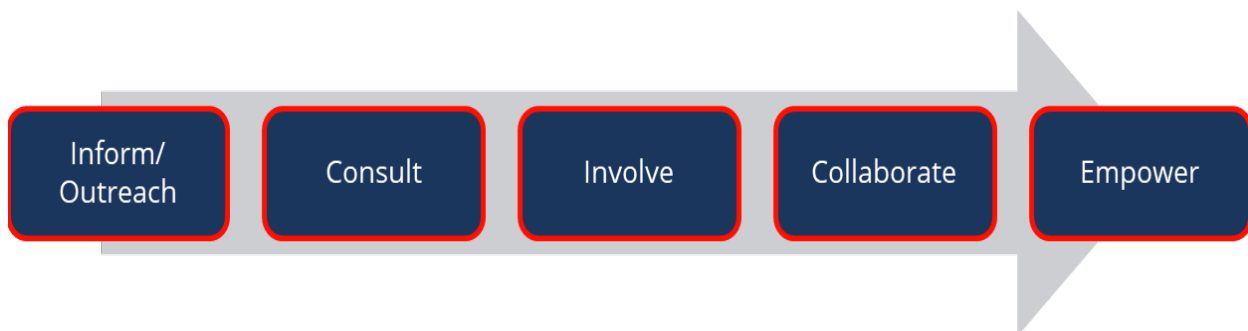 Inform/
Outreach
Consult
Involve
Collaborate
Empower